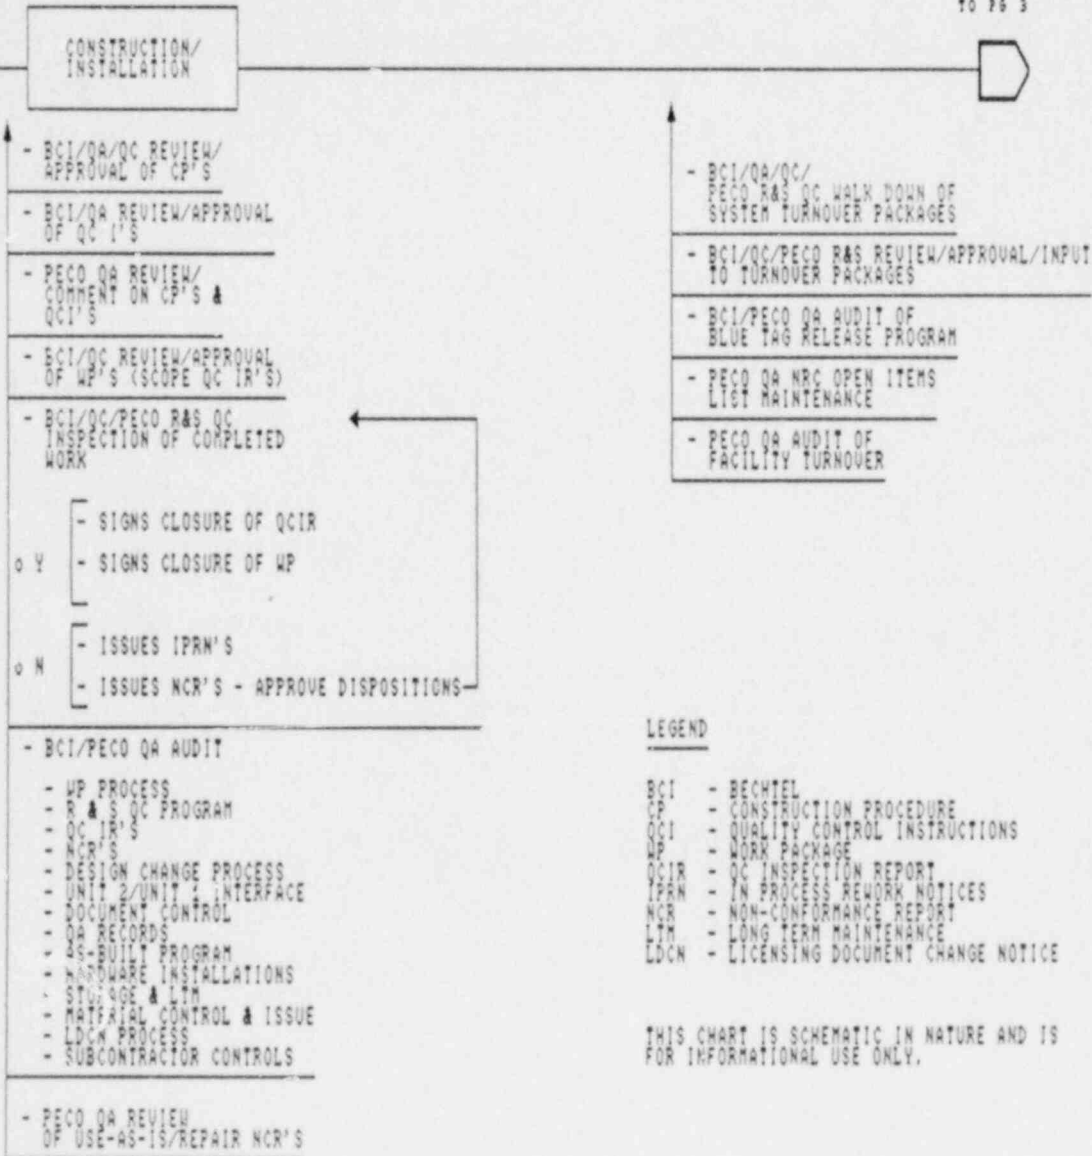 TO PG 3
CONSTRUCTION/
INSTALLATION
- BCI/QA/QC REVIEW/
APPROVAL OF CP'S
- BCI/QA REVIEW/APPROVAL
OF QC I'S
- PECO QA REVIEW/
COMMENT ON CP'S &
QCI'S
- BCI/QC REVIEW/APPROVAL
OF WP'S (SCOPE QC IR'S)
- BCI/QC/PECO R&S QC
INSPECTION OF COMPLETED
WORK
o Y
- SIGNS CLOSURE OF QCIR
- SIGNS CLOSURE OF WP
o N
- ISSUES IPRN'S
- ISSUES NCR'S - APPROVE DISPOSITIONS
- BCI/PECO QA AUDIT
- WP PROCESS
- R & S QC PROGRAM
- QC IR'S
- NCR'S
- DESIGN CHANGE PROCESS
- UNIT 2/UNIT 1 INTERFACE
- DOCUMENT CONTROL
- QA RECORDS
- AS-BUILT PROGRAM
- HARDWARE INSTALLATIONS
- STORAGE & LTM
- MATERIAL CONTROL & ISSUE
- LDCN PROCESS
- SUBCONTRACTOR CONTROLS
- PECO QA REVIEW
OF USE-AS-IS/REPAIR NCR'S
- BCI/QA/QC/
PECO R&S QC WALK DOWN OF
SYSTEM TURNOVER PACKAGES
- BCI/QC/PECO R&S REVIEW/APPROVAL/INPUT
TO TURNOVER PACKAGES
- BCI/PECO QA AUDIT OF
BLUE TAG RELEASE PROGRAM
- PECO QA NRC OPEN ITEMS
LIST MAINTENANCE
- PECO QA AUDIT OF
FACILITY TURNOVER
LEGEND
BCI - BECHTEL
CP - CONSTRUCTION PROCEDURE
QCI - QUALITY CONTROL INSTRUCTIONS
WP - WORK PACKAGE
QCIR - QC INSPECTION REPORT
IPRN - IN PROCESS REWORK NOTICES
NCR - NON-CONFORMANCE REPORT
LTM - LONG TERM MAINTENANCE
LDCN - LICENSING DOCUMENT CHANGE NOTICE
THIS CHART IS SCHEMATIC IN NATURE AND IS
FOR INFORMATIONAL USE ONLY.